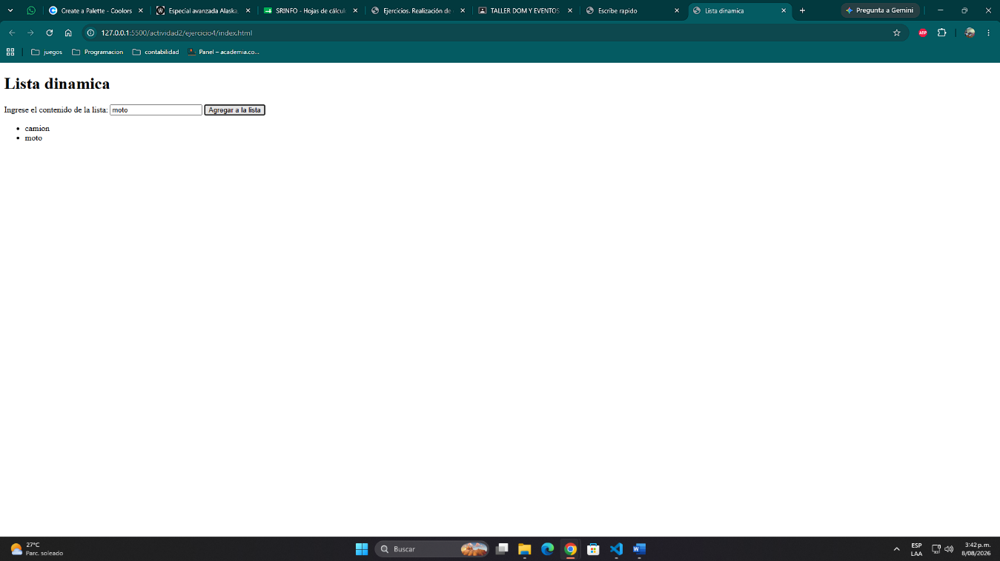 Create a Palette - Coolors
Especial avanzada Alaska
SR!NFO - Hojas de cálcul
Ejercicios. Realización de
TALLER DOM Y EVENTOS
Escribe rapido
Lista dinamica
Pregunta a Gemini
127.0.0.1:5500/actividad2/ejercicio4/index.html
ABP
juegos
Programacion
contabilidad
Panel – academia.co...
Lista dinamica
Ingrese el contenido de la lista: moto Agregar a la lista
camion
moto
27°C
Parc. soleado
Buscar
ESP
LAA
3:42 p. m.
8/08/2026